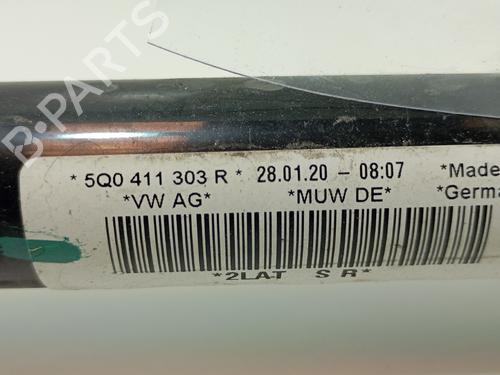 B-PARTS
* 5Q0 411 303 R * 28.01.20 - 08:07 *Made
*VW AG* *MUW DE* *Germa
*2LAT S R*